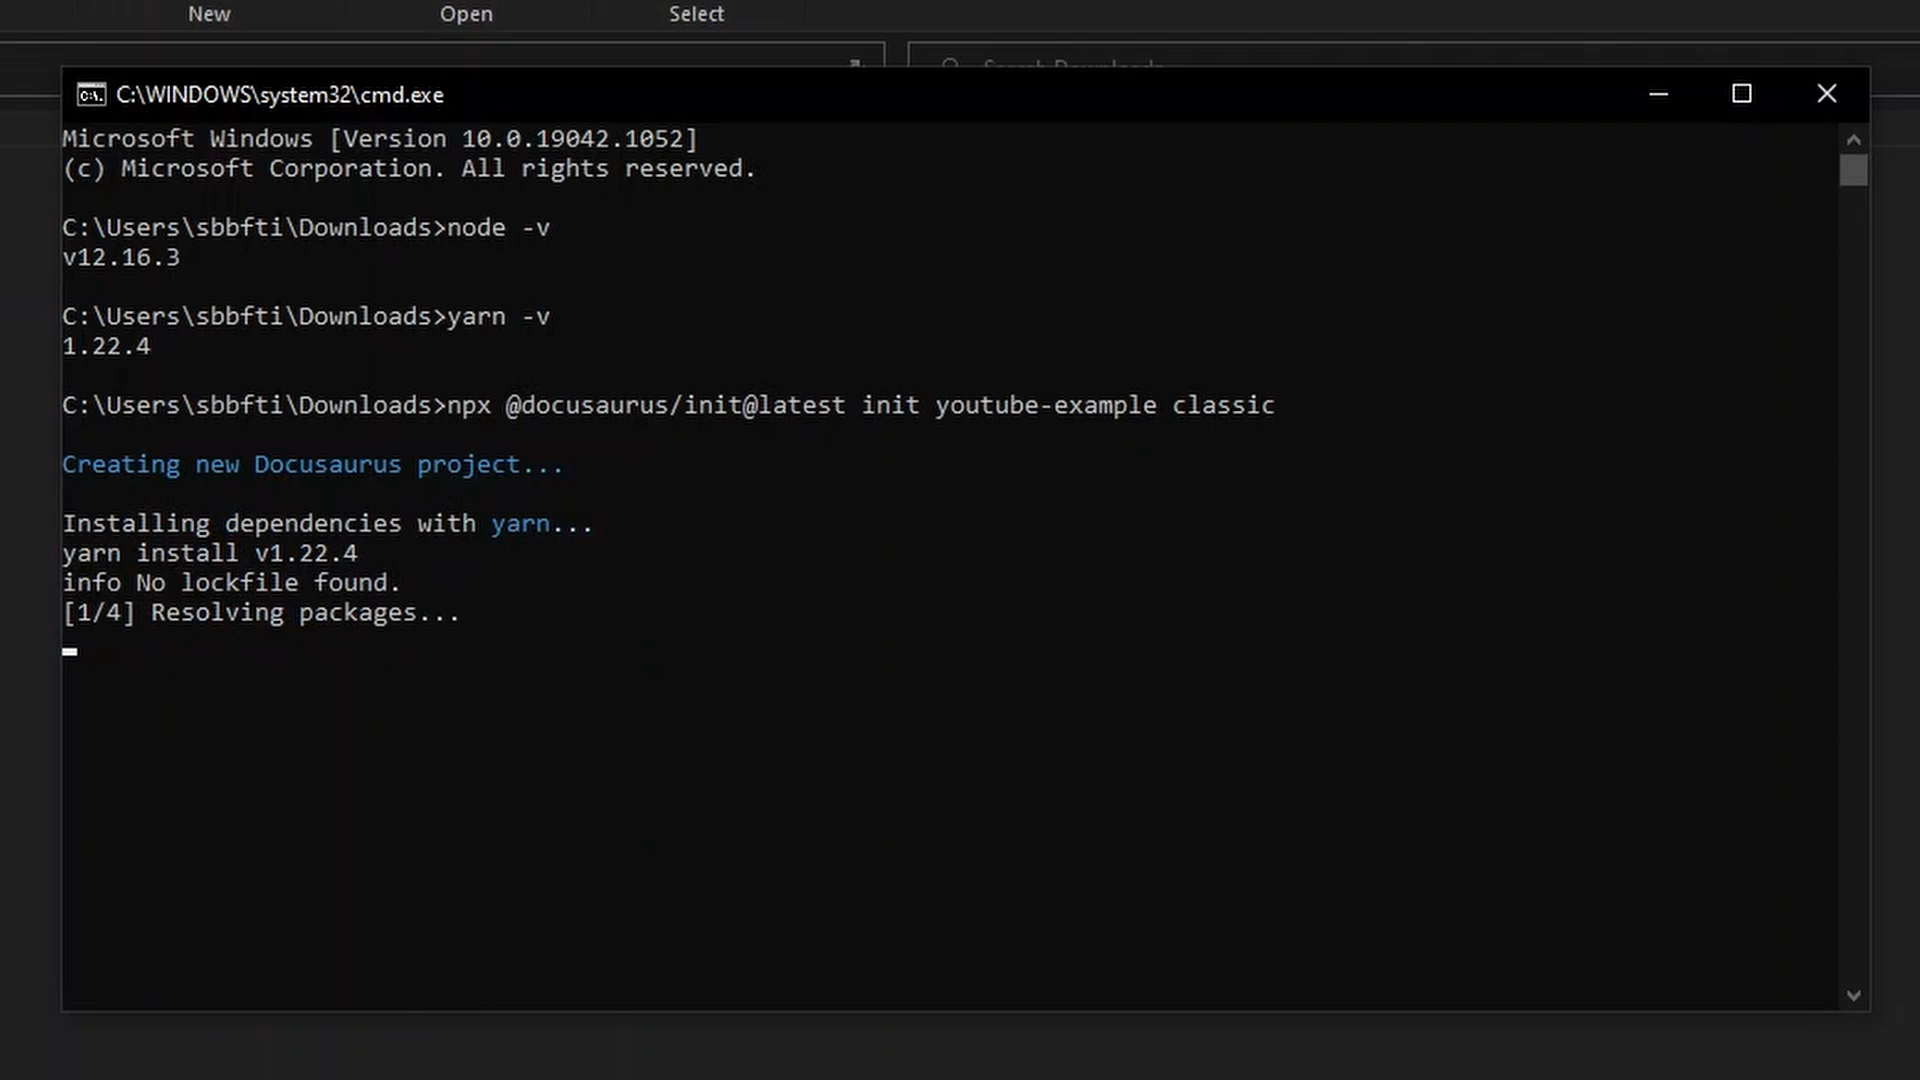 New Open Select
Search Downloads
C:\WINDOWS\system32\cmd.exe
Microsoft Windows [Version 10.0.19042.1052]
(c) Microsoft Corporation. All rights reserved.
C:\Users\sbbfti\Downloads>node -v
v12.16.3
C:\Users\sbbfti\Downloads>yarn -v
1.22.4
C:\Users\sbbfti\Downloads>npx @docusaurus/init@latest init youtube-example classic
Creating new Docusaurus project...
Installing dependencies with yarn...
yarn install v1.22.4
info No lockfile found.
[1/4] Resolving packages...